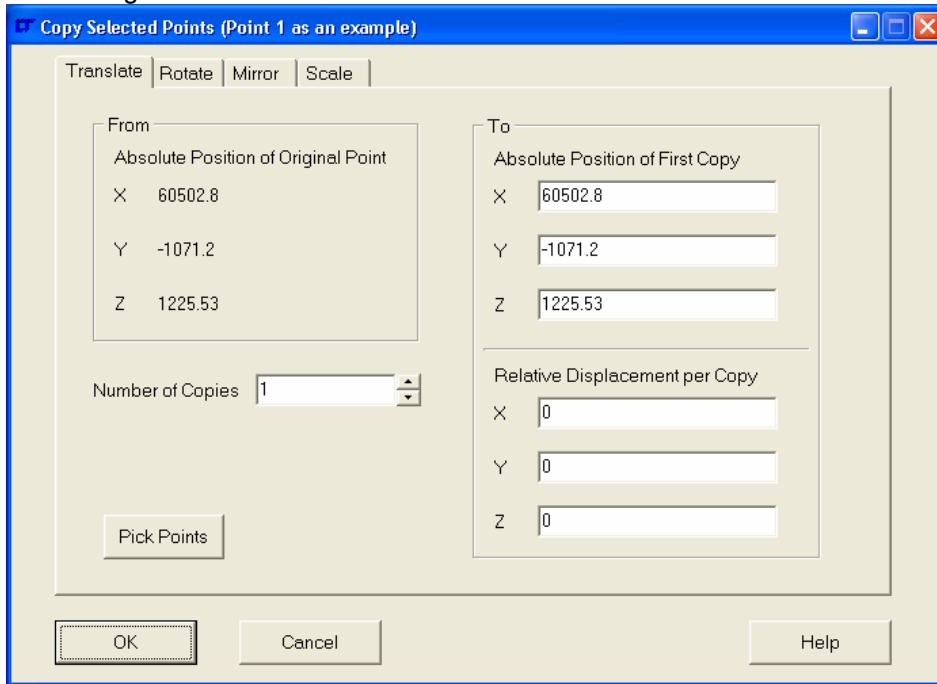 Copy Selected Points (Point 1 as an example)
Translate Rotate Mirror Scale
From
Absolute Position of Original Point
X 60502.8
Y -1071.2
Z 1225.53
Number of Copies 1
Pick Points
To
Absolute Position of First Copy
X 60502.8
Y -1071.2
Z 1225.53
Relative Displacement per Copy
X 0
Y 0
Z 0
OK Cancel Help